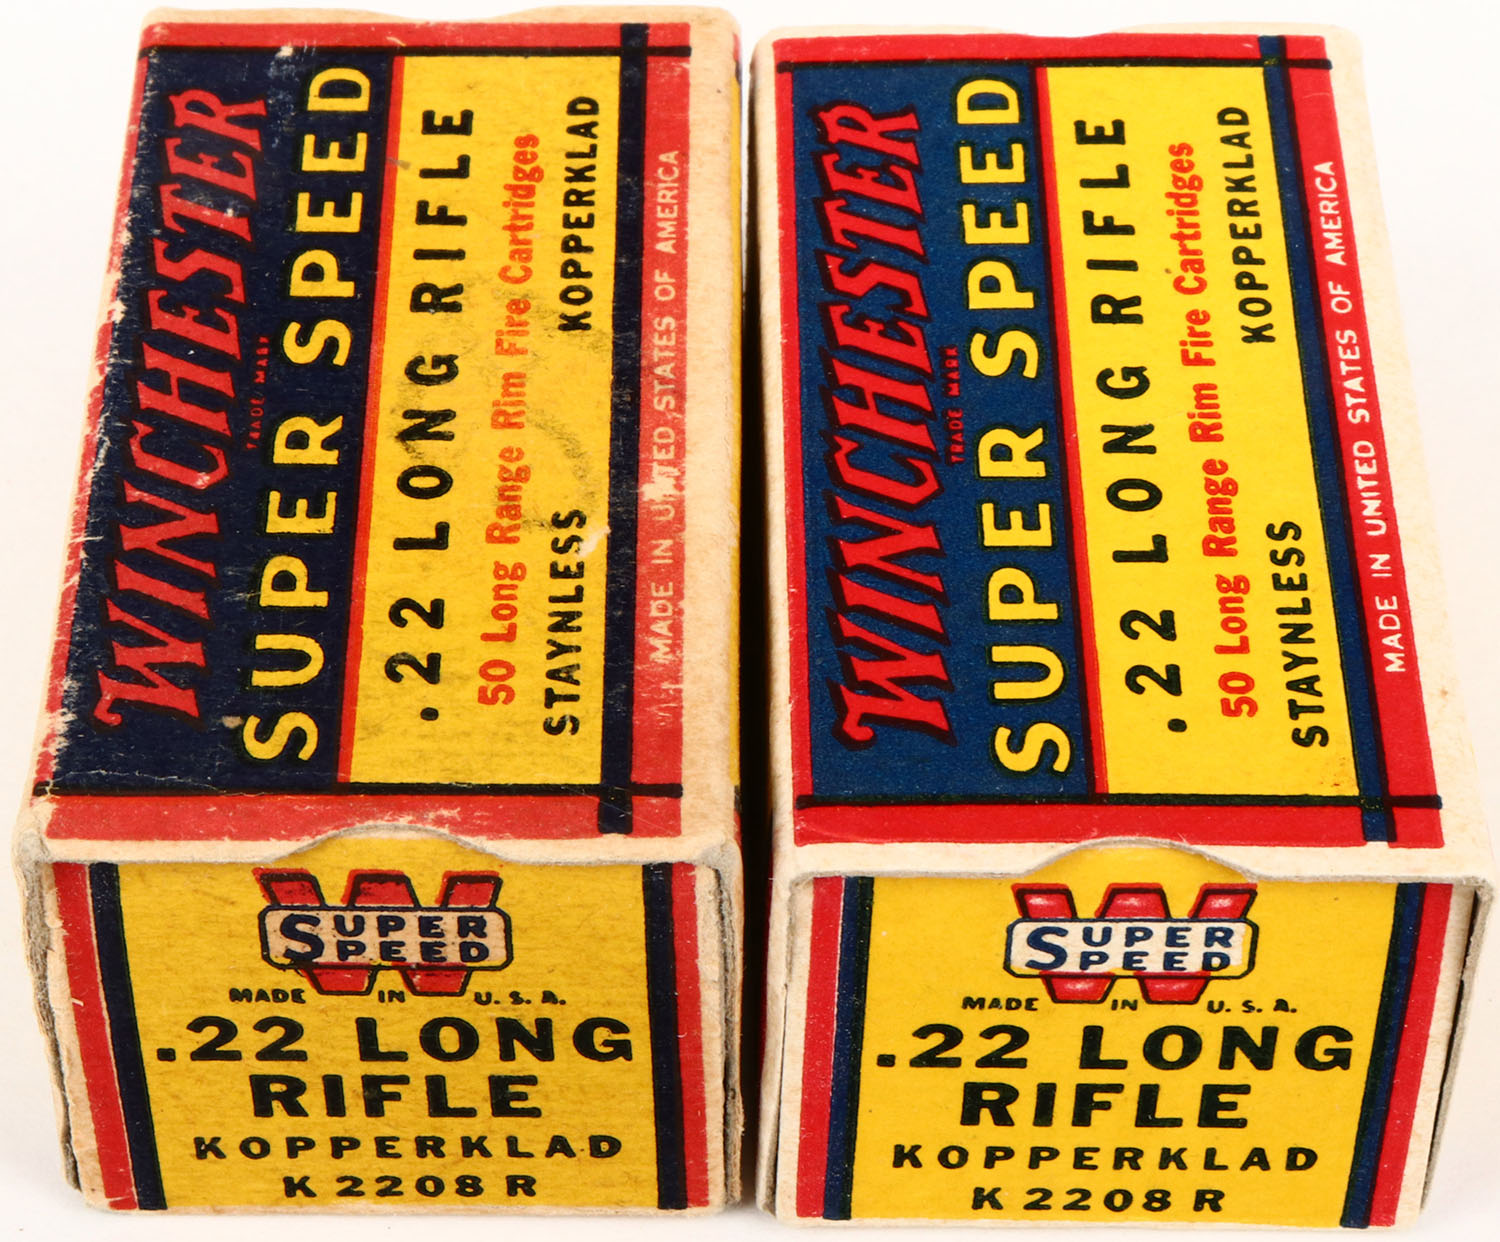 WINCHESTER
TRADE MARK
SUPER SPEED
.22 LONG RIFLE
50 Long Range Rim Fire Cartridges
STAYNLESS KOPPERKLAD
MADE IN UNITED STATES OF AMERICA
W
SUPER
SPEED
MADE IN U.S.A.
.22 LONG
RIFLE
KOPPERKLAD
K2208R
WINCHESTER
TRADE MARK
SUPER SPEED
.22 LONG RIFLE
50 Long Range Rim Fire Cartridges
STAYNLESS KOPPERKLAD
MADE IN UNITED STATES OF AMERICA
W
SUPER
SPEED
MADE IN U.S.A.
.22 LONG
RIFLE
KOPPERKLAD
K2208R